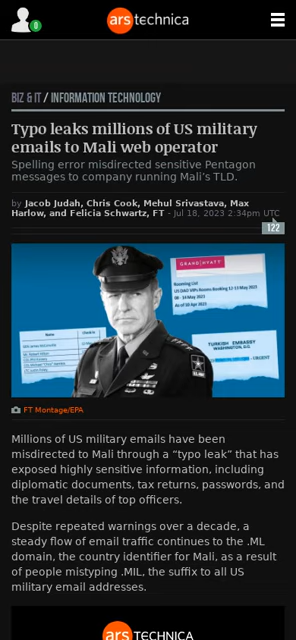 0
ars TECHNICA
BIZ & IT / INFORMATION TECHNOLOGY
Typo leaks millions of US military
emails to Mali web operator
Spelling error misdirected sensitive Pentagon
messages to company running Mali's TLD.
by Jacob Judah, Chris Cook, Mehul Srivastava, Max
Harlow, and Felicia Schwartz, FT - Jul 18, 2023 2:34pm UTC
122
GRAND HYATT
Rooming List
TURKISH EMBASSY
WASHINGTON, D.C.
URGENT
FT Montage/EPA
Millions of US military emails have been
misdirected to Mali through a “typo leak” that has
exposed highly sensitive information, including
diplomatic documents, tax returns, passwords, and
the travel details of top officers.
Despite repeated warnings over a decade, a
steady flow of email traffic continues to the .ML
domain, the country identifier for Mali, as a result
of people mistyping .MIL, the suffix to all US
military email addresses.
ars TECHNICA